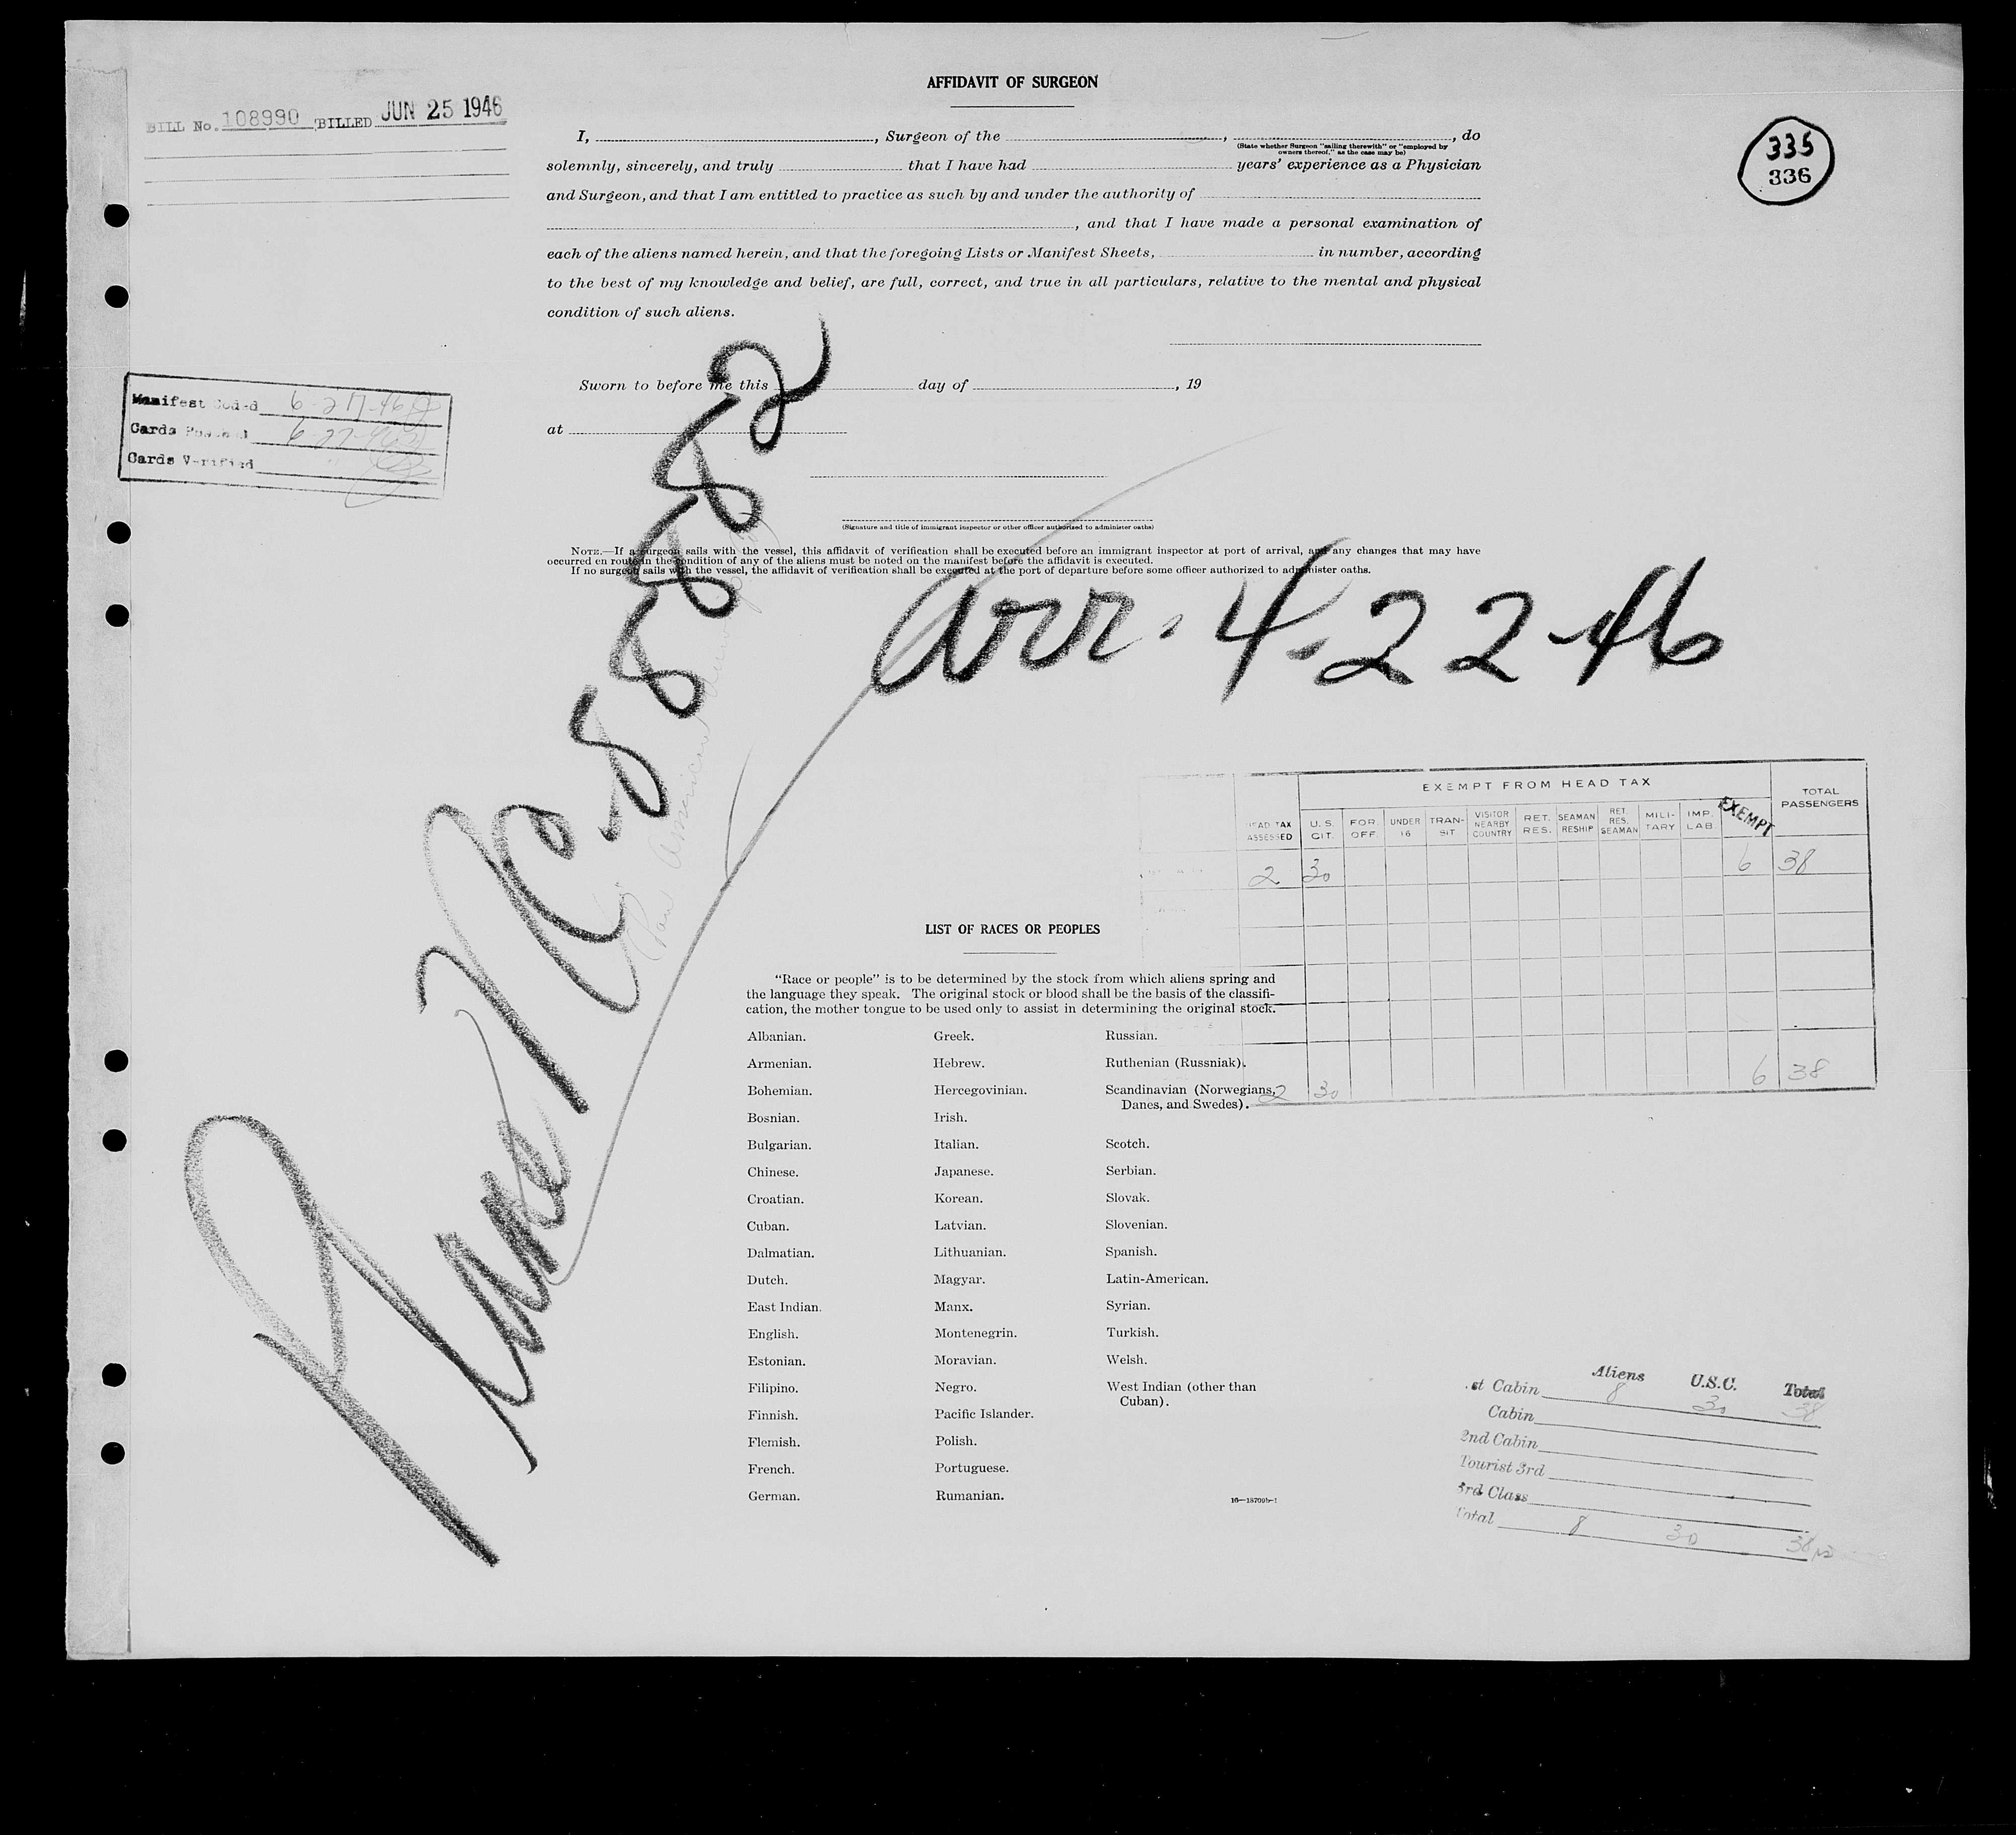 AFFIDAVIT OF SURGEON
BILL No. 108990 BILLED JUN 25 1946
335
336
I, , Surgeon of the , , do
(State whether Surgeon "sailing therewith" or "employed by
owners thereof," as the case may be)
solemnly, sincerely, and truly that I have had years' experience as a Physician
and Surgeon, and that I am entitled to practice as such by and under the authority of
, and that I have made a personal examination of
each of the aliens named herein, and that the foregoing Lists or Manifest Sheets, in number, according
to the best of my knowledge and belief, are full, correct, and true in all particulars, relative to the mental and physical
condition of such aliens.
Sworn to before me this day of , 19
at
Manifest Coded 6-27-46
Cards Posted 6-27-46
Cards Verified "
(Signature and title of immigrant inspector or other officer authorized to administer oaths)
NOTE.—If a surgeon sails with the vessel, this affidavit of verification shall be executed before an immigrant inspector at port of arrival, and any changes that may have
occurred en route in the condition of any of the aliens must be noted on the manifest before the affidavit is executed.
If no surgeon sails with the vessel, the affidavit of verification shall be executed at the port of departure before some officer authorized to administer oaths.
Plane NC-88882
Pan American
arr. 4-22-46
EXEMPT FROM HEAD TAX
HEAD TAX ASSESSED U. S. CIT. FOR. OFF. UNDER 16 TRAN-SIT VISITOR NEARBY COUNTRY RET. RES. SEAMAN RESHIP RET. RES. SEAMAN MILI-TARY IMP. LAB EXEMPT TOTAL PASSENGERS
2 30 6 38
2 30 6 38
LIST OF RACES OR PEOPLES
"Race or people" is to be determined by the stock from which aliens spring and
the language they speak. The original stock or blood shall be the basis of the classifi-
cation, the mother tongue to be used only to assist in determining the original stock.
Albanian.
Armenian.
Bohemian.
Bosnian.
Bulgarian.
Chinese.
Croatian.
Cuban.
Dalmatian.
Dutch.
East Indian.
English.
Estonian.
Filipino.
Finnish.
Flemish.
French.
German.
Greek.
Hebrew.
Hercegovinian.
Irish.
Italian.
Japanese.
Korean.
Latvian.
Lithuanian.
Magyar.
Manx.
Montenegrin.
Moravian.
Negro.
Pacific Islander.
Polish.
Portuguese.
Rumanian.
Russian.
Ruthenian (Russniak).
Scandinavian (Norwegians,
Danes, and Swedes).
Scotch.
Serbian.
Slovak.
Slovenian.
Spanish.
Latin-American.
Syrian.
Turkish.
Welsh.
West Indian (other than
Cuban).
Aliens U.S.C. Total
st Cabin 8 30 38
Cabin
2nd Cabin
Tourist 3rd
3rd Class
Total 8 30 38